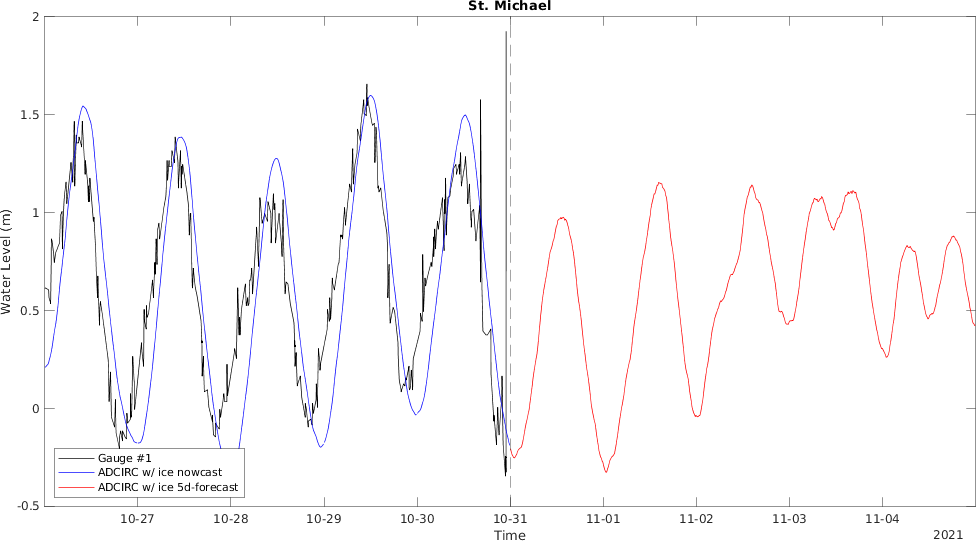 St. Michael
2
1.5
1
0.5
0
-0.5
Water Level (m)
Gauge #1
ADCIRC w/ ice nowcast
ADCIRC w/ ice 5d-forecast
10-27 10-28 10-29 10-30 10-31 11-01 11-02 11-03 11-04
Time
2021